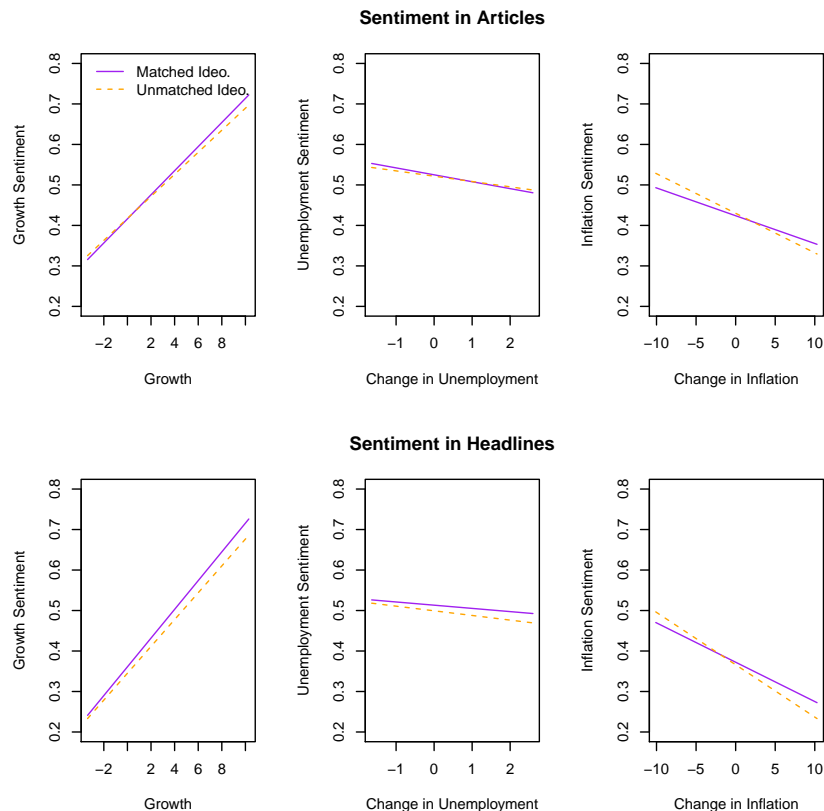 Sentiment in Articles
Growth Sentiment
0.2 0.3 0.4 0.5 0.6 0.7 0.8
Matched Ideo.
Unmatched Ideo.
−2 2 4 6 8
Growth
Unemployment Sentiment
0.2 0.3 0.4 0.5 0.6 0.7 0.8
−1 0 1 2
Change in Unemployment
Inflation Sentiment
0.2 0.3 0.4 0.5 0.6 0.7 0.8
−10 −5 0 5 10
Change in Inflation
Sentiment in Headlines
Growth Sentiment
0.2 0.3 0.4 0.5 0.6 0.7 0.8
−2 2 4 6 8
Growth
Unemployment Sentiment
0.2 0.3 0.4 0.5 0.6 0.7 0.8
−1 0 1 2
Change in Unemployment
Inflation Sentiment
0.2 0.3 0.4 0.5 0.6 0.7 0.8
−10 −5 0 5 10
Change in Inflation